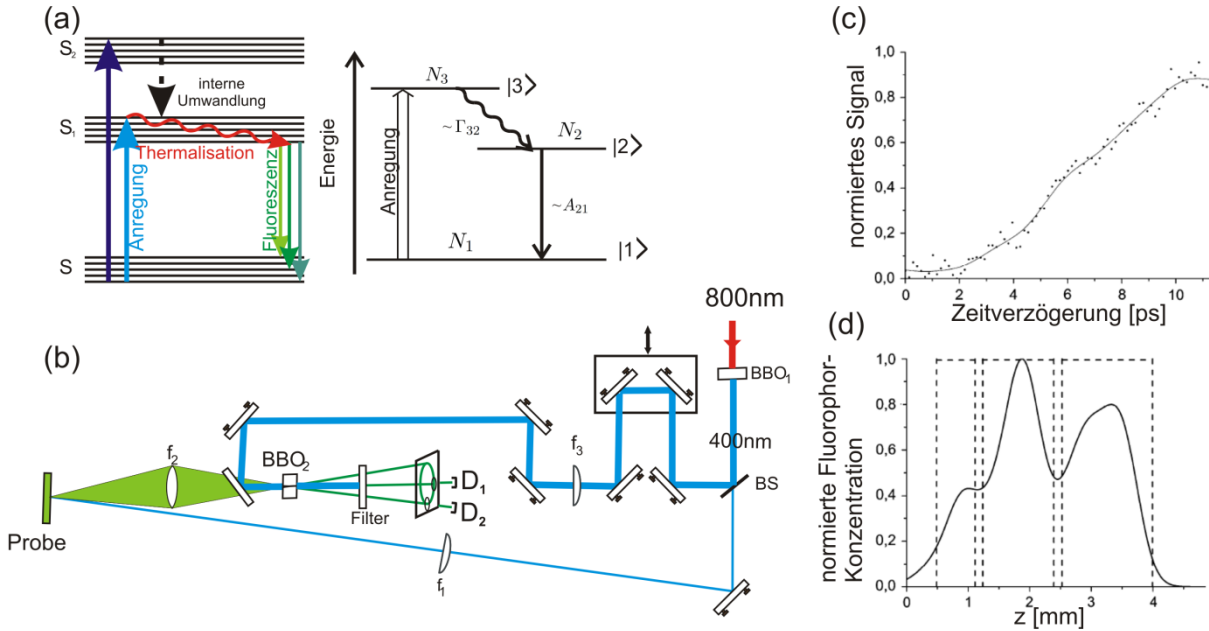 (a)
S₂
interne
Umwandlung
S₁
Thermalisation
Anregung
Fluoreszenz
S
Energie
N₃
|3>
~Γ₃₂
N₂
|2>
Anregung
~A₂₁
N₁
|1>
(b)
800nm
BBO₁
400nm
BS
f₃
f₂
BBO₂
Filter
D₁
D₂
Probe
f₁
(c)
normiertes Signal
1,0
0,8
0,6
0,4
0,2
0,0
0 2 4 6 8 10
Zeitverzögerung [ps]
(d)
normierte Fluorophor-
Konzentration
1,0
0,8
0,6
0,4
0,2
0,0
0 1 2 3 4
z [mm]